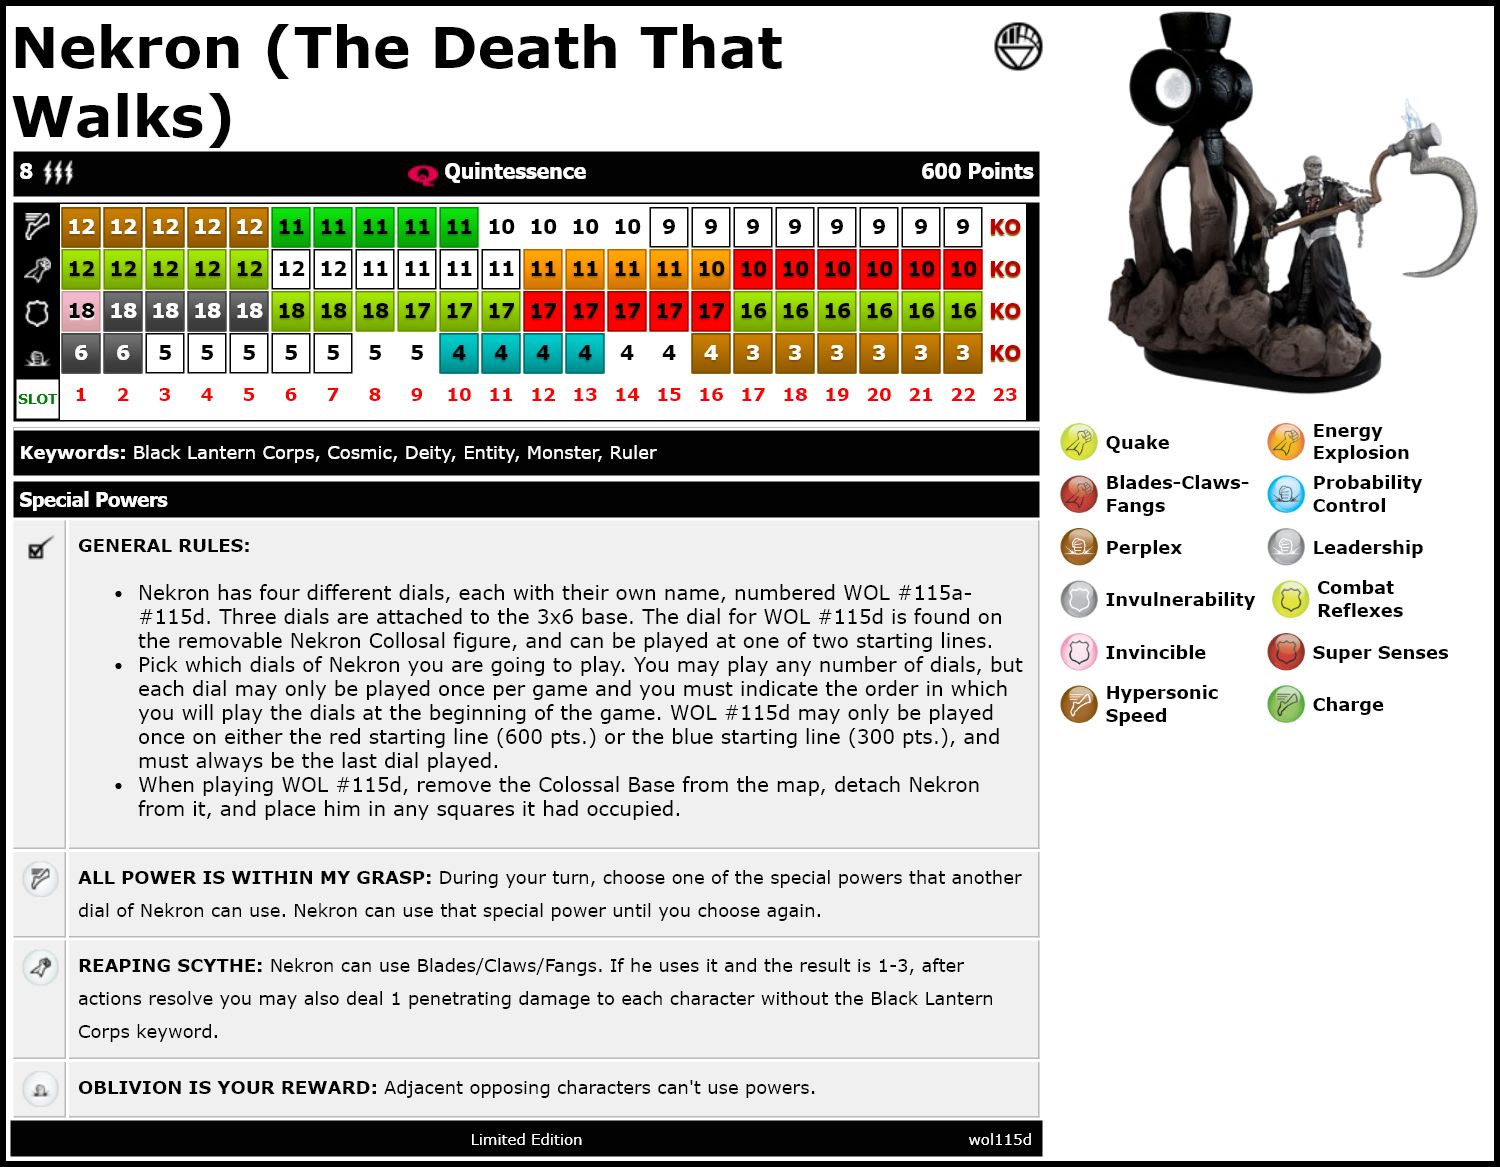 Nekron (The Death That
Walks)
8 Quintessence 600 Points
12 12 12 12 12 11 11 11 11 11 10 10 10 10 9 9 9 9 9 9 9 9 KO
12 12 12 12 12 12 12 11 11 11 11 11 11 11 11 10 10 10 10 10 10 10 KO
18 18 18 18 18 18 18 18 17 17 17 17 17 17 17 17 16 16 16 16 16 16 KO
6 6 5 5 5 5 5 5 5 4 4 4 4 4 4 4 3 3 3 3 3 3 KO
SLOT 1 2 3 4 5 6 7 8 9 10 11 12 13 14 15 16 17 18 19 20 21 22 23
Keywords: Black Lantern Corps, Cosmic, Deity, Entity, Monster, Ruler
Special Powers
GENERAL RULES:
• Nekron has four different dials, each with their own name, numbered WOL #115a-
#115d. Three dials are attached to the 3x6 base. The dial for WOL #115d is found on
the removable Nekron Collosal figure, and can be played at one of two starting lines.
• Pick which dials of Nekron you are going to play. You may play any number of dials, but
each dial may only be played once per game and you must indicate the order in which
you will play the dials at the beginning of the game. WOL #115d may only be played
once on either the red starting line (600 pts.) or the blue starting line (300 pts.), and
must always be the last dial played.
• When playing WOL #115d, remove the Colossal Base from the map, detach Nekron
from it, and place him in any squares it had occupied.
ALL POWER IS WITHIN MY GRASP: During your turn, choose one of the special powers that another
dial of Nekron can use. Nekron can use that special power until you choose again.
REAPING SCYTHE: Nekron can use Blades/Claws/Fangs. If he uses it and the result is 1-3, after
actions resolve you may also deal 1 penetrating damage to each character without the Black Lantern
Corps keyword.
OBLIVION IS YOUR REWARD: Adjacent opposing characters can't use powers.
Limited Edition wol115d
Quake
Energy
Explosion
Blades-Claws-
Fangs
Probability
Control
Perplex
Leadership
Invulnerability
Combat
Reflexes
Invincible
Super Senses
Hypersonic
Speed
Charge